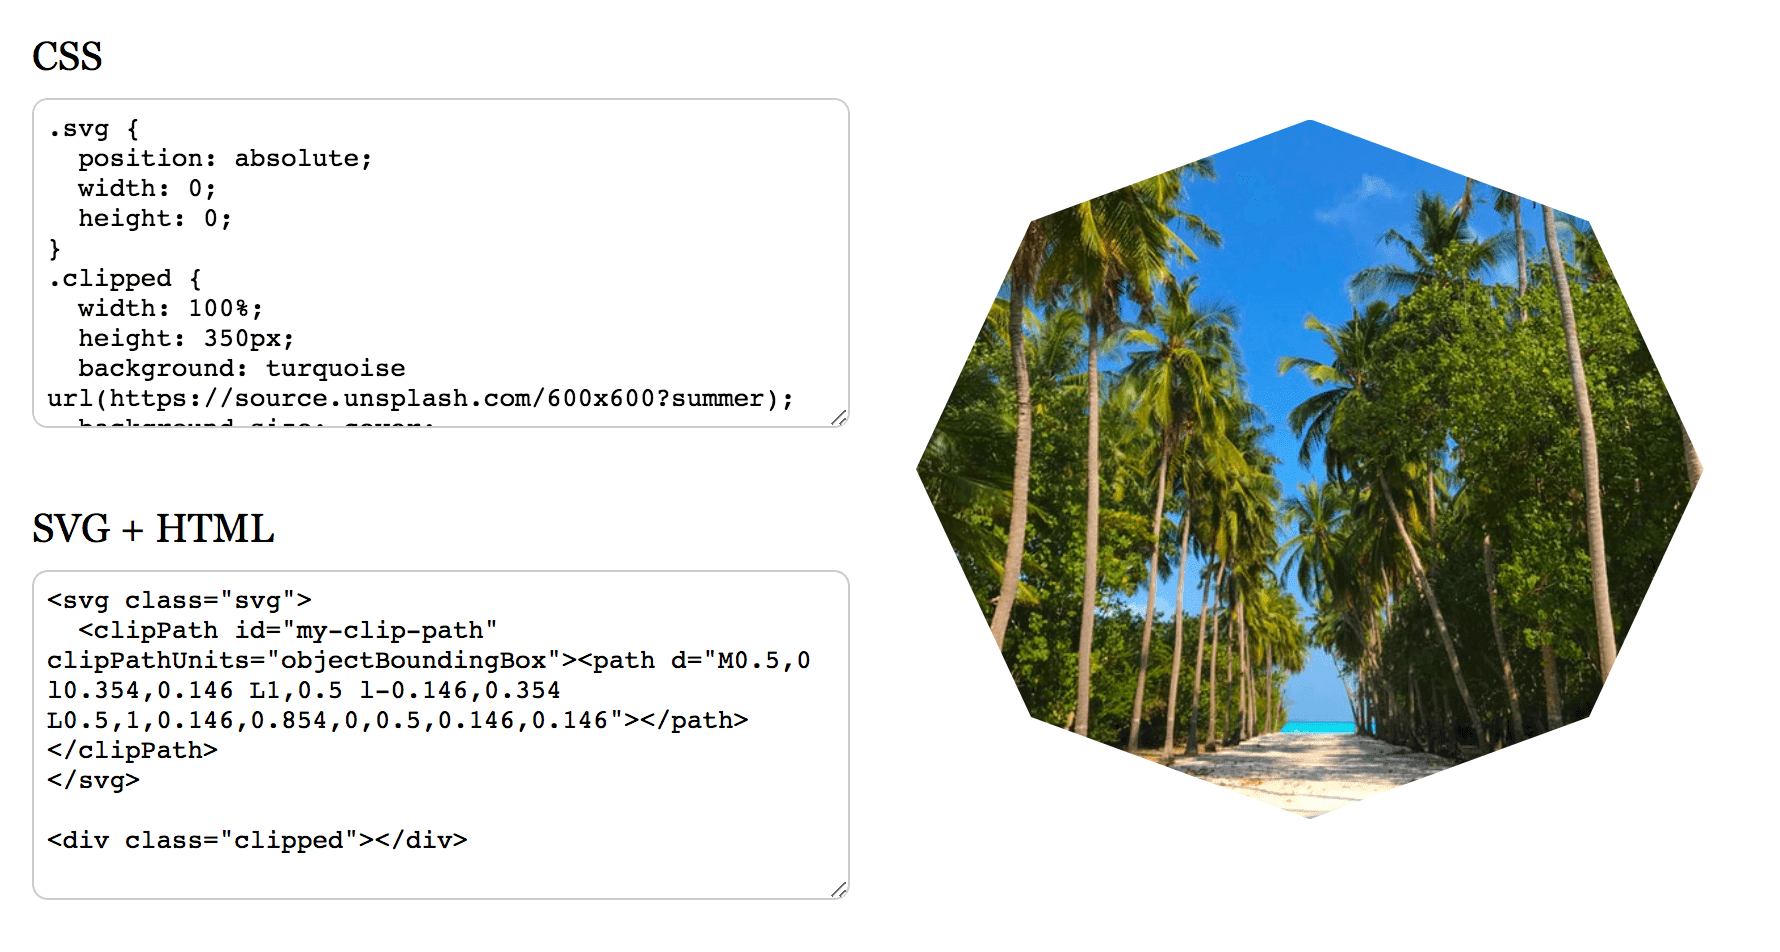 CSS
.svg {
  position: absolute;
  width: 0;
  height: 0;
}
.clipped {
  width: 100%;
  height: 350px;
  background: turquoise
url(https://source.unsplash.com/600x600?summer);
  background-size: cover;
SVG + HTML
<svg class="svg">
  <clipPath id="my-clip-path"
clipPathUnits="objectBoundingBox"><path d="M0.5,0
l0.354,0.146 L1,0.5 l-0.146,0.354
L0.5,1,0.146,0.854,0,0.5,0.146,0.146"></path>
</clipPath>
</svg>
<div class="clipped"></div>